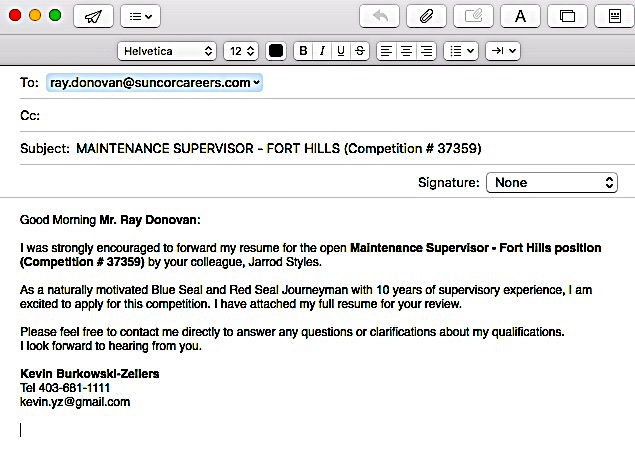 Helvetica 12 B I U S
To: ray.donovan@suncorcareers.com
Cc:
Subject: MAINTENANCE SUPERVISOR - FORT HILLS (Competition # 37359)
Signature: None
Good Morning Mr. Ray Donovan:
I was strongly encouraged to forward my resume for the open Maintenance Supervisor - Fort Hills position
(Competition # 37359) by your colleague, Jarrod Styles.
As a naturally motivated Blue Seal and Red Seal Journeyman with 10 years of supervisory experience, I am
excited to apply for this competition. I have attached my full resume for your review.
Please feel free to contact me directly to answer any questions or clarifications about my qualifications.
I look forward to hearing from you.
Kevin Burkowski-Zellers
Tel 403-681-1111
kevin.yz@gmail.com